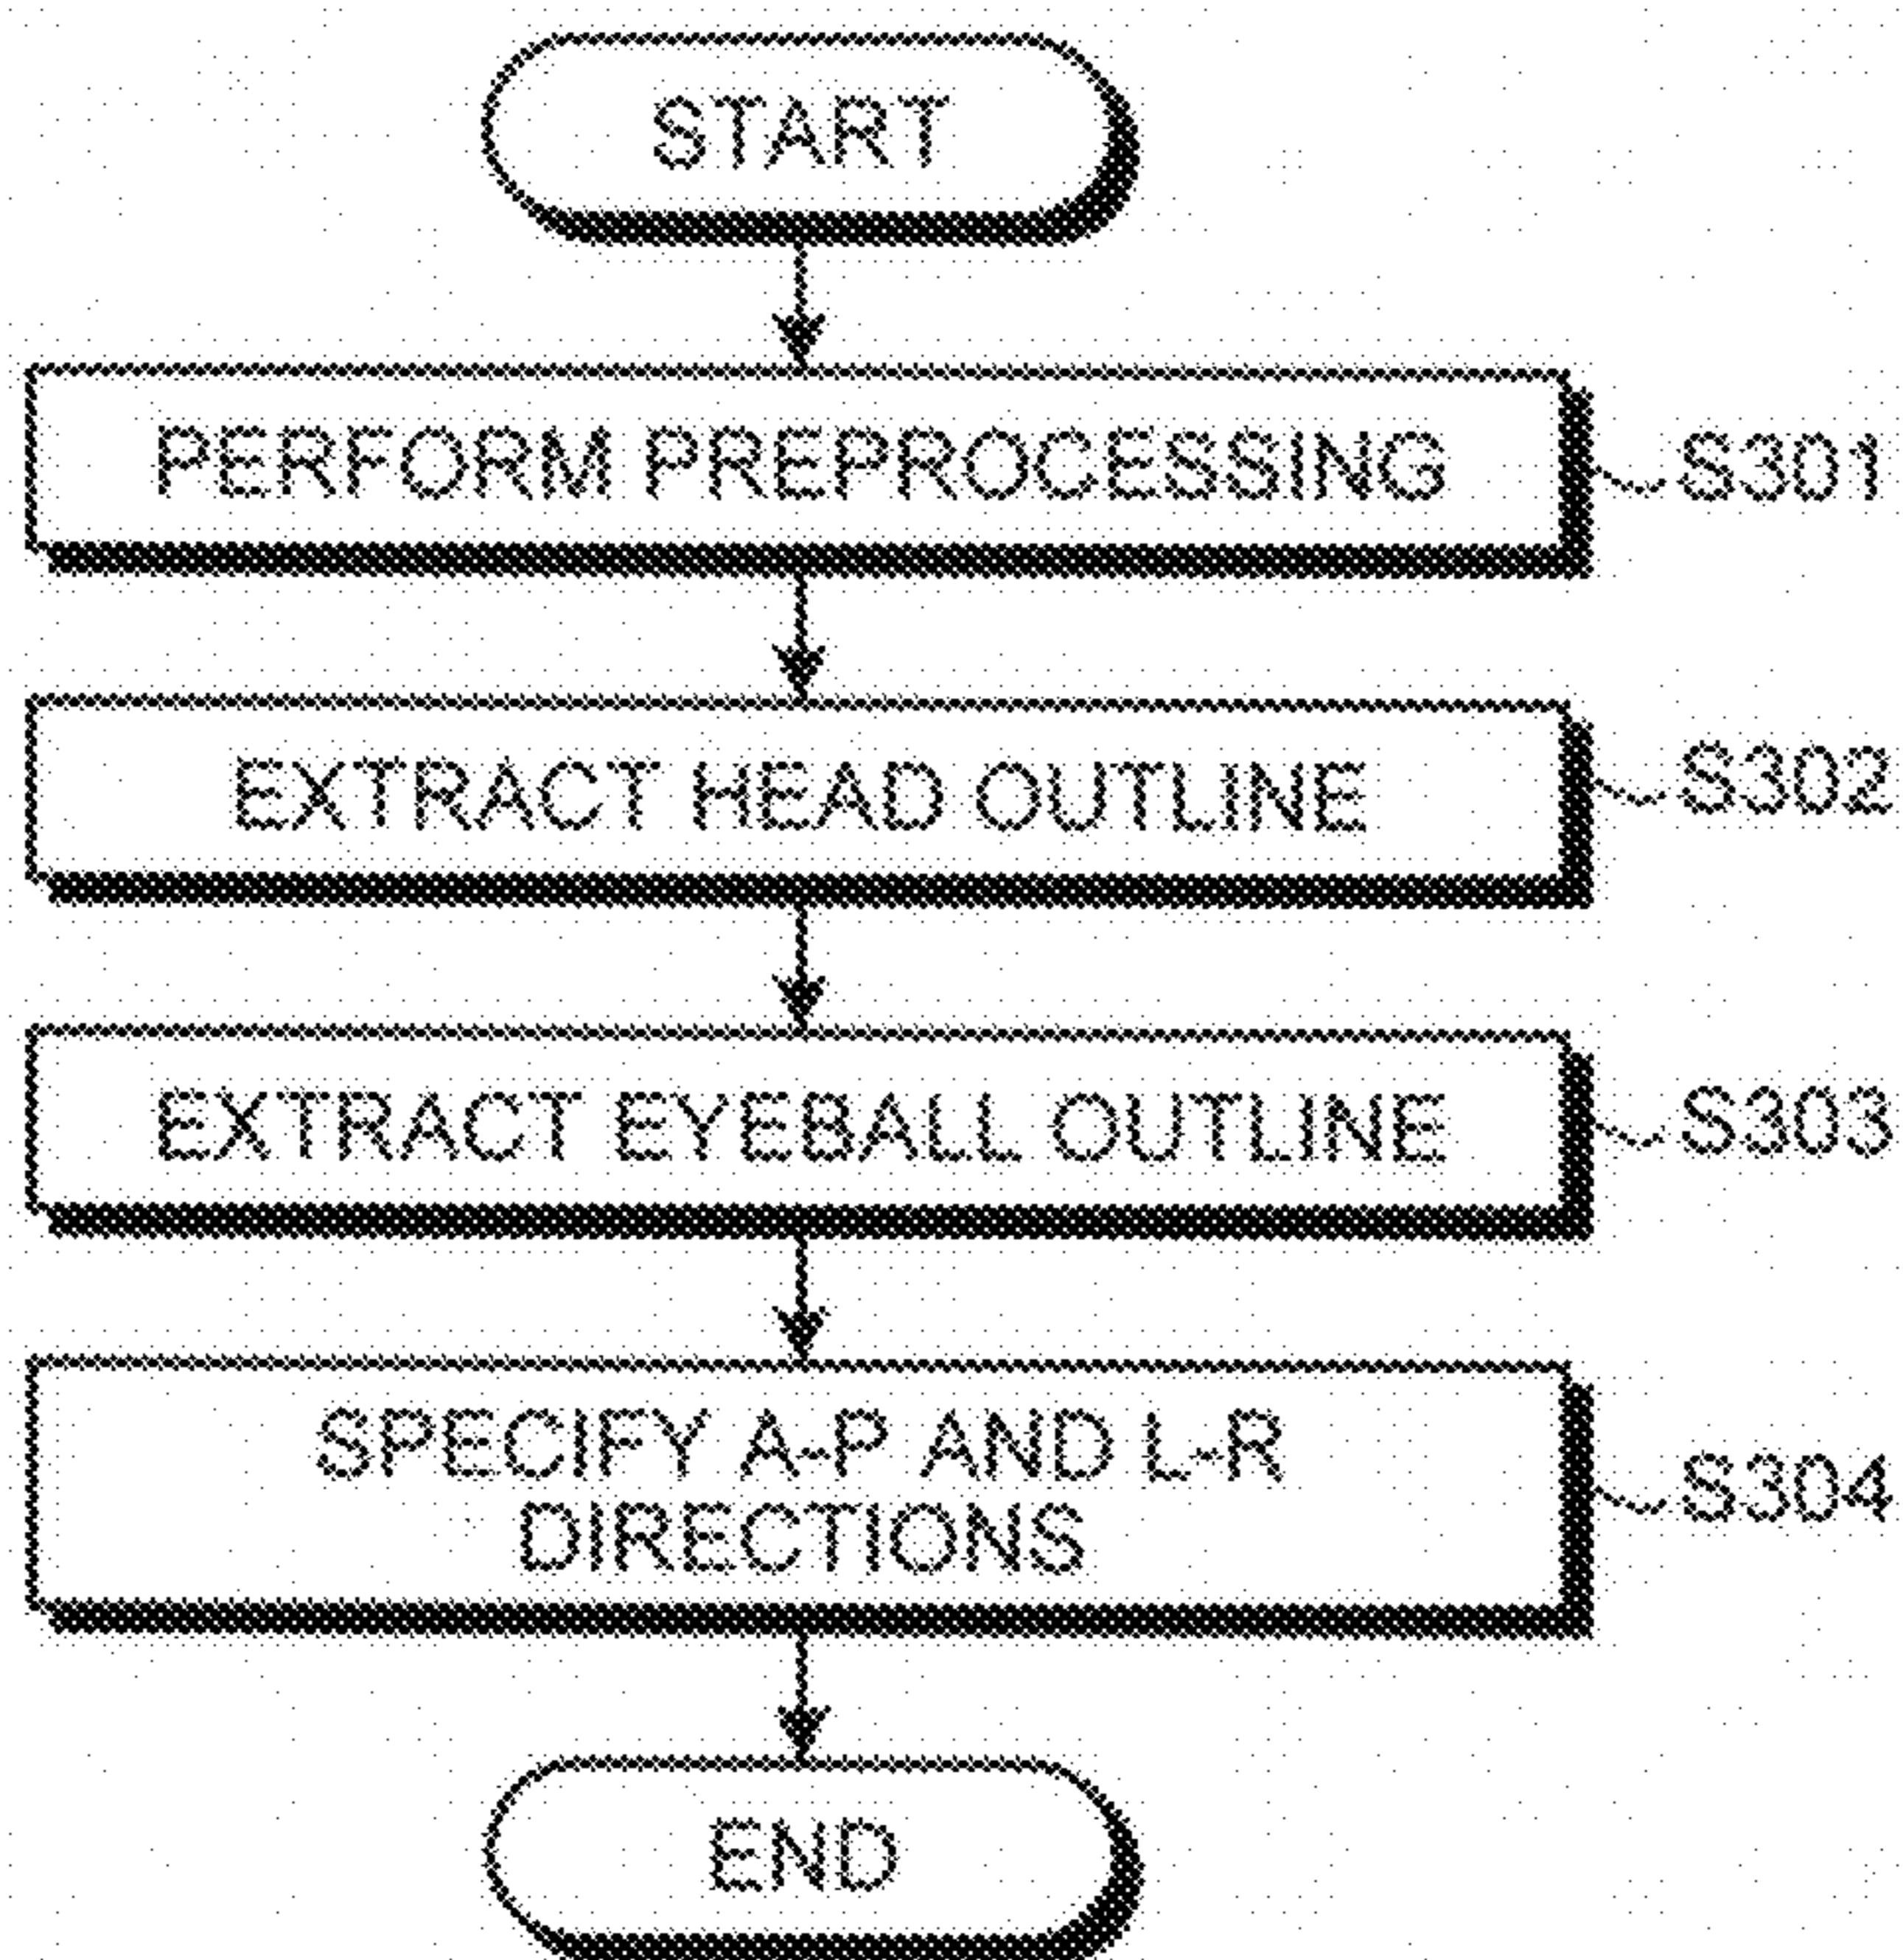 START
PERFORM PREPROCESSING
S301
EXTRACT HEAD OUTLINE
S302
EXTRACT EYEBALL OUTLINE
S303
SPECIFY A-P AND L-R
DIRECTIONS
S304
END